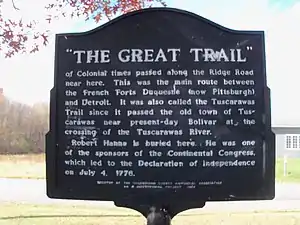 "THE GREAT TRAIL"
of Colonial times passed along the Ridge Road
near here. This was the main route between
the French Forts Duquesne (now Pittsburgh)
and Detroit. It was also called the Tuscarawas
Trail since it passed the old town of Tus-
carawas near present-day Bolivar at the
crossing of the Tuscarawas River.
Robert Hanna is buried here. He was one
of the sponsors of the Continental Congress,
which led to the Declaration of Independence
on July 4, 1776.